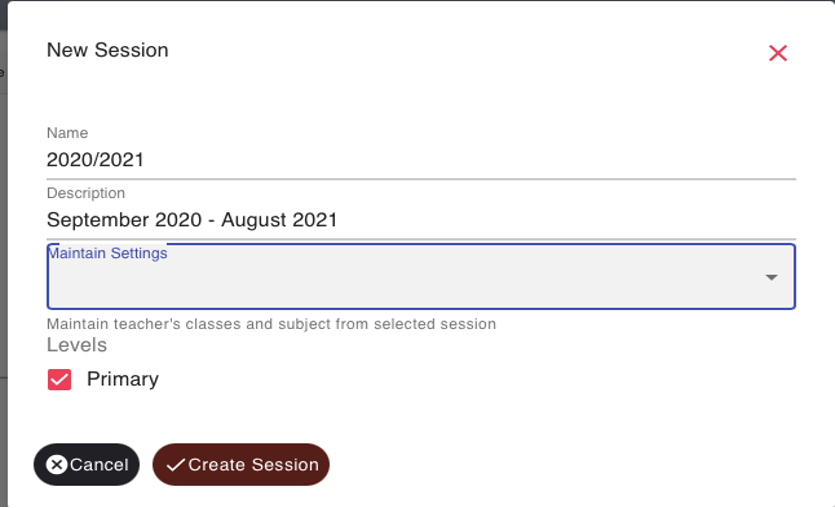 New Session
Name
2020/2021
Description
September 2020 - August 2021
Maintain Settings
Maintain teacher's classes and subject from selected session
Levels
Primary
Cancel
Create Session